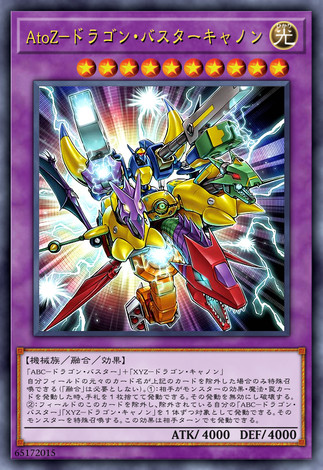 AtoZ-ドラゴン・バスターキャノン
光
【機械族／融合／効果】
「ABC－ドラゴン・バスター」＋「XYZ－ドラゴン・キャノン」
自分フィールドの元々のカード名が上記のカードを除外した場合のみ特殊召
喚できる（「融合」は必要としない）。①：相手がモンスターの効果・魔法・罠カー
ドを発動した時、手札を１枚捨てて発動できる。その発動を無効にし破壊する。
②：フィールドのこのカードを除外し、除外されている自分の「ABC－ドラゴン・
バスター」「XYZ－ドラゴン・キャノン」を１体ずつ対象として発動できる。その
モンスターを特殊召喚する。この効果は相手ターンでも発動できる。
ATK/ 4000 DEF/ 4000
65172015